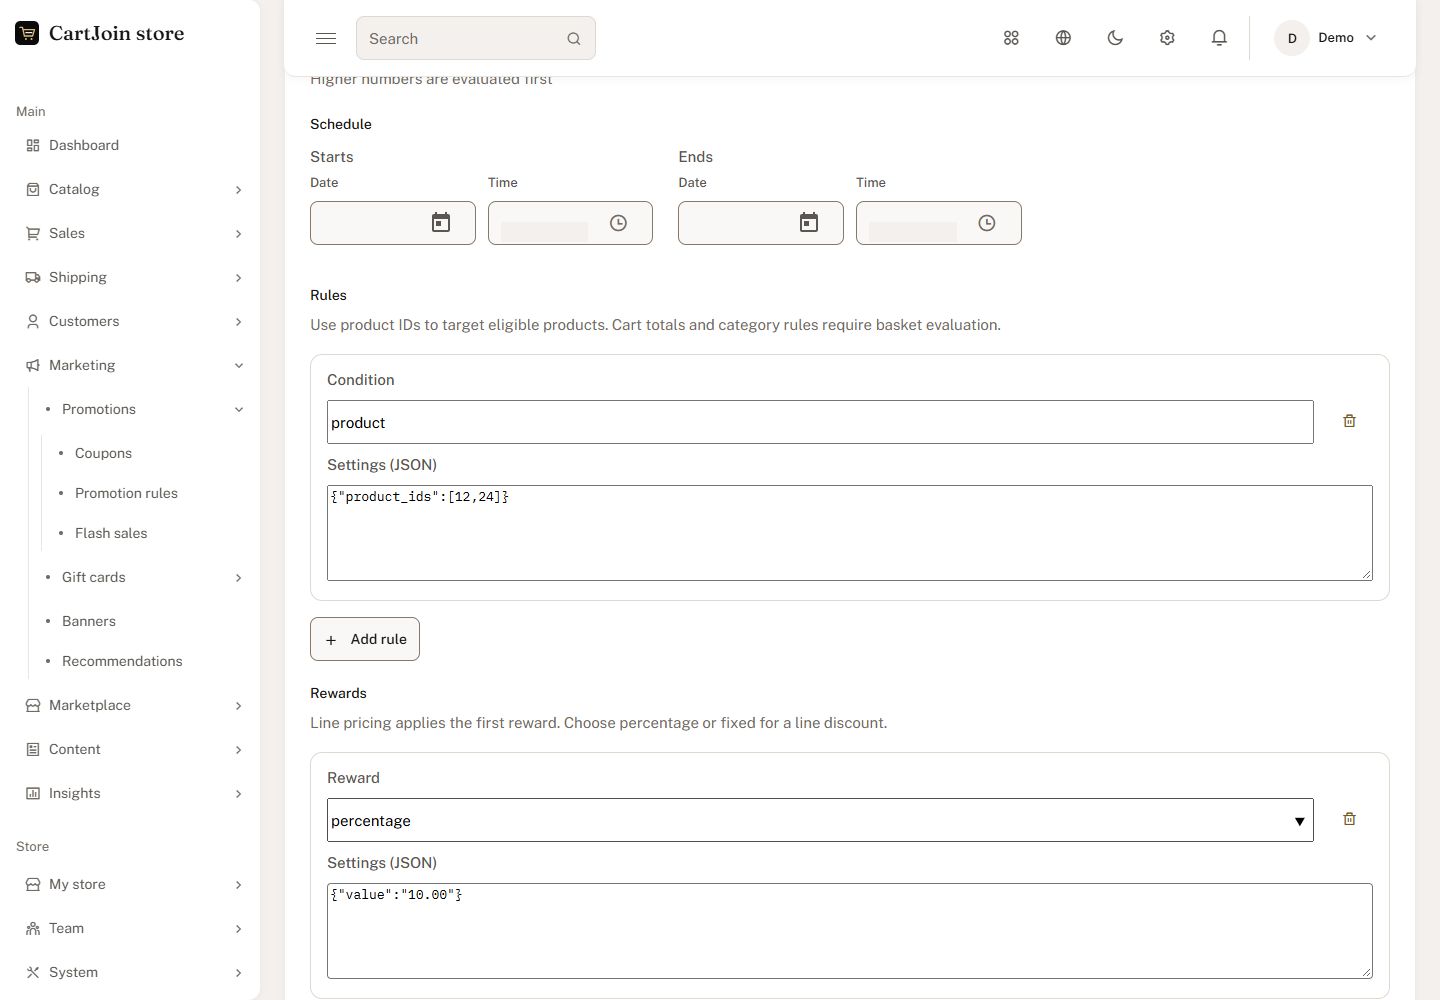 CartJoin store
Search
D
Demo
Main
Dashboard
Catalog
Sales
Shipping
Customers
Marketing
Promotions
Coupons
Promotion rules
Flash sales
Gift cards
Banners
Recommendations
Marketplace
Content
Insights
Store
My store
Team
System
Higher numbers are evaluated first
Schedule
Starts
Ends
Date
Time
Date
Time
Rules
Use product IDs to target eligible products. Cart totals and category rules require basket evaluation.
Condition
product
Settings (JSON)
{"product_ids":[12,24]}
+ Add rule
Rewards
Line pricing applies the first reward. Choose percentage or fixed for a line discount.
Reward
percentage
Settings (JSON)
{"value":"10.00"}